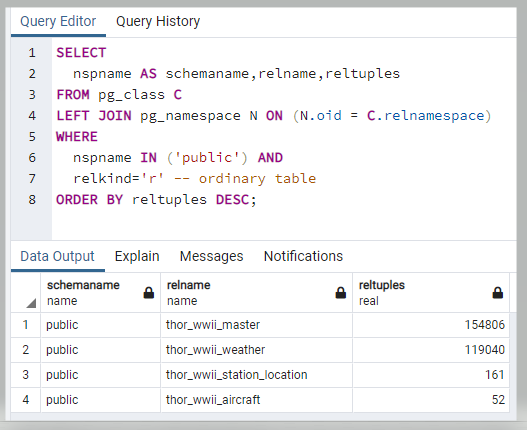 Query Editor Query History
1 SELECT
2 nspname AS schemaname,relname,reltuples
3 FROM pg_class C
4 LEFT JOIN pg_namespace N ON (N.oid = C.relnamespace)
5 WHERE
6 nspname IN ('public') AND
7 relkind='r' -- ordinary table
8 ORDER BY reltuples DESC;
Data Output Explain Messages Notifications
schemaname relname reltuples
name name real
1 public thor_wwii_master 154806
2 public thor_wwii_weather 119040
3 public thor_wwii_station_location 161
4 public thor_wwii_aircraft 52